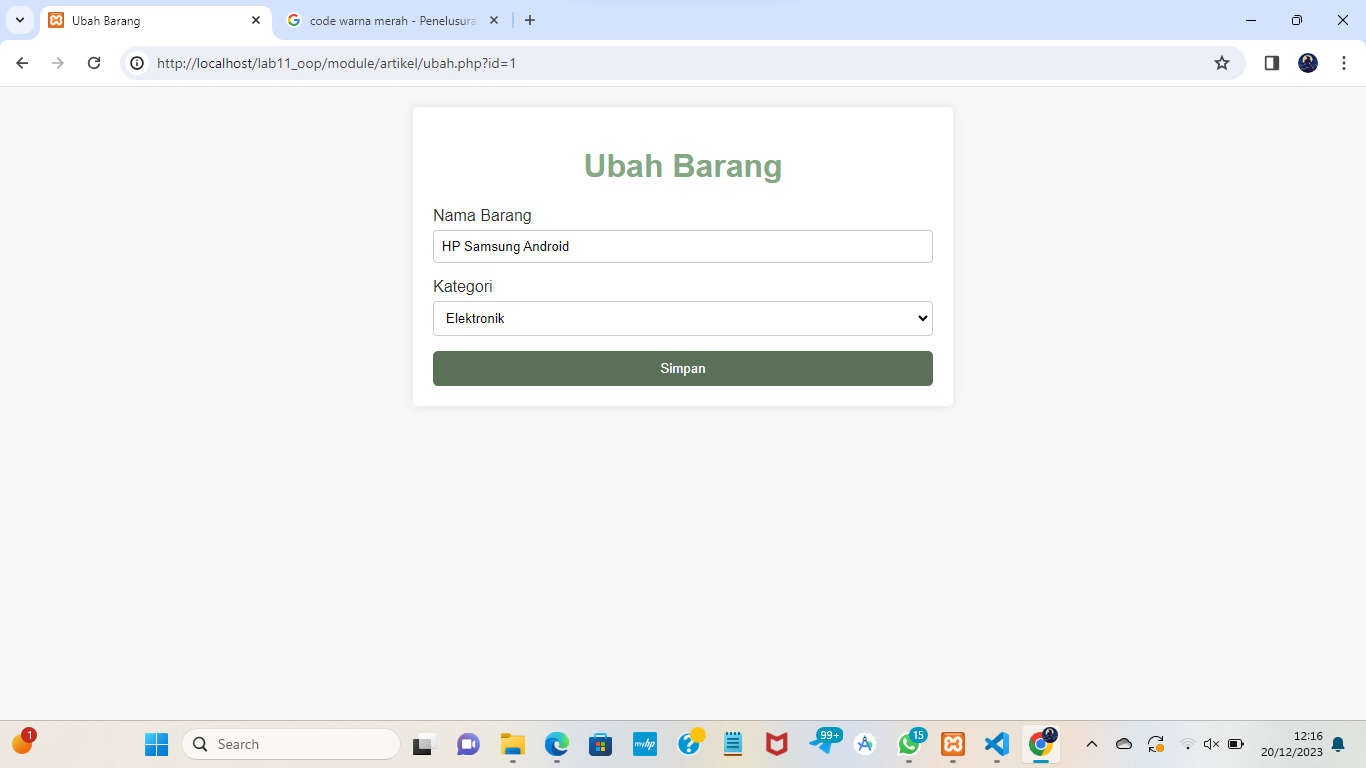 Ubah Barang
code warna merah - Penelusura
http://localhost/lab11_oop/module/artikel/ubah.php?id=1
Ubah Barang
Nama Barang
HP Samsung Android
Kategori
Elektronik
Simpan
1
Search
myhp
99+
15
12:16
20/12/2023